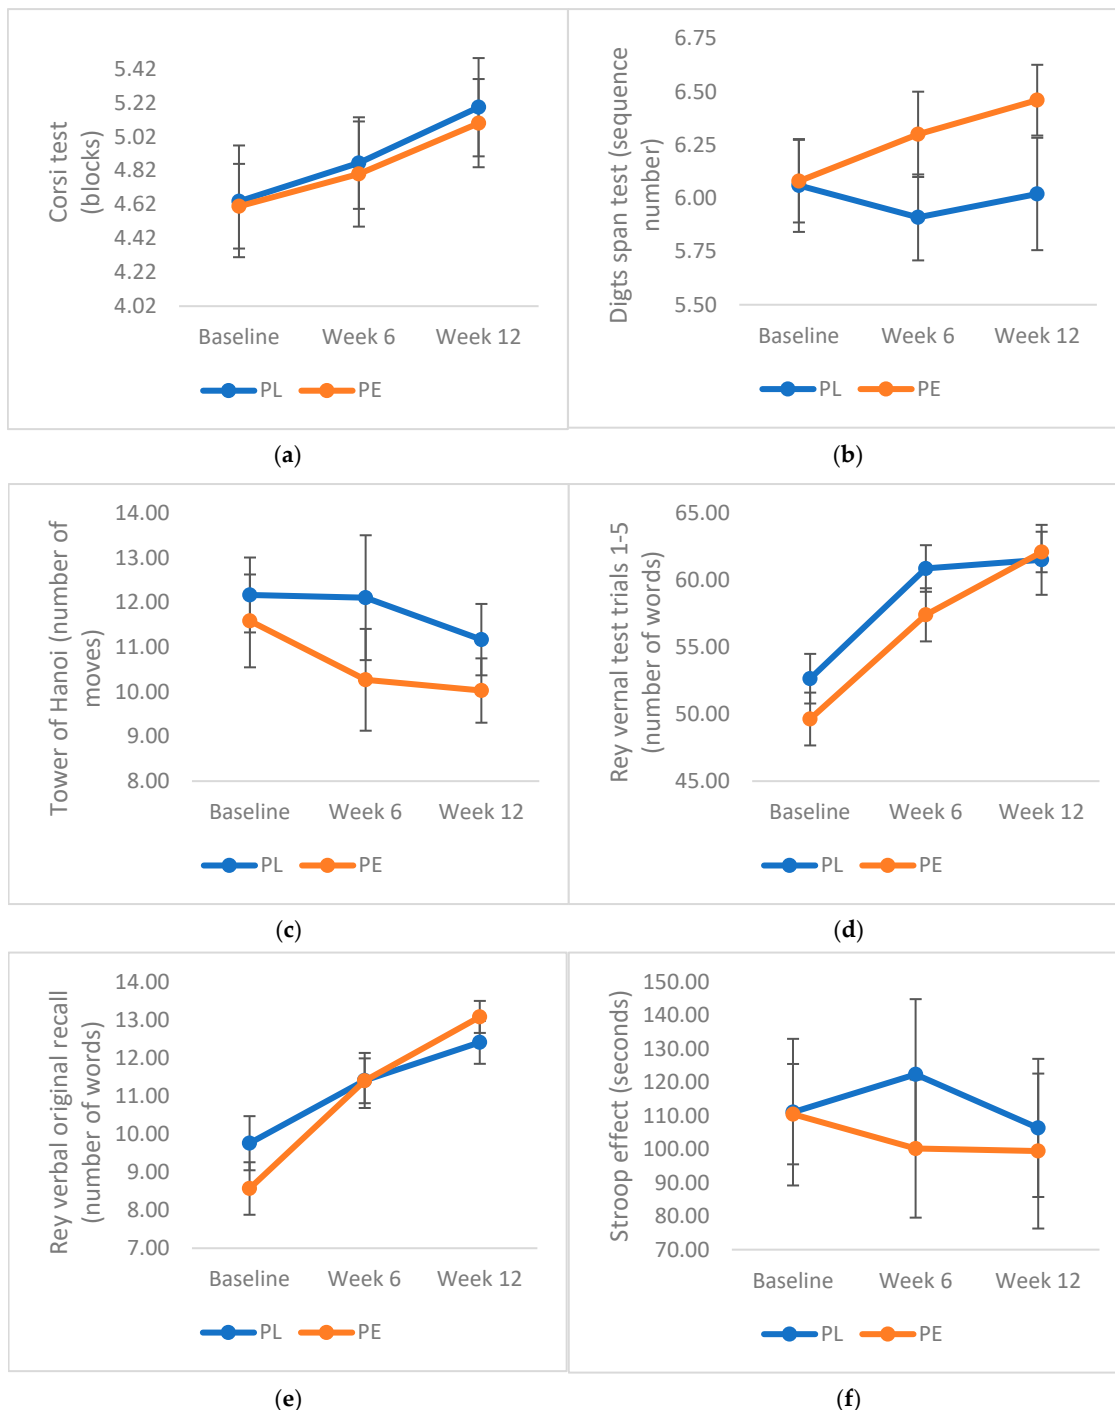 Corsi test
(blocks)
5.42
5.22
5.02
4.82
4.62
4.42
4.22
4.02
Baseline Week 6 Week 12
PL PE
(a)
Digts span test (sequence
number)
6.75
6.50
6.25
6.00
5.75
5.50
Baseline Week 6 Week 12
PL PE
(b)
Tower of Hanoi (number of
moves)
14.00
13.00
12.00
11.00
10.00
9.00
8.00
Baseline Week 6 Week 12
PL PE
(c)
Rey vernal test trials 1-5
(number of words)
65.00
60.00
55.00
50.00
45.00
Baseline Week 6 Week 12
PL PE
(d)
Rey verbal original recall
(number of words)
14.00
13.00
12.00
11.00
10.00
9.00
8.00
7.00
Baseline Week 6 Week 12
PL PE
(e)
Stroop effect (seconds)
150.00
140.00
130.00
120.00
110.00
100.00
90.00
80.00
70.00
Baseline Week 6 Week 12
PL PE
(f)